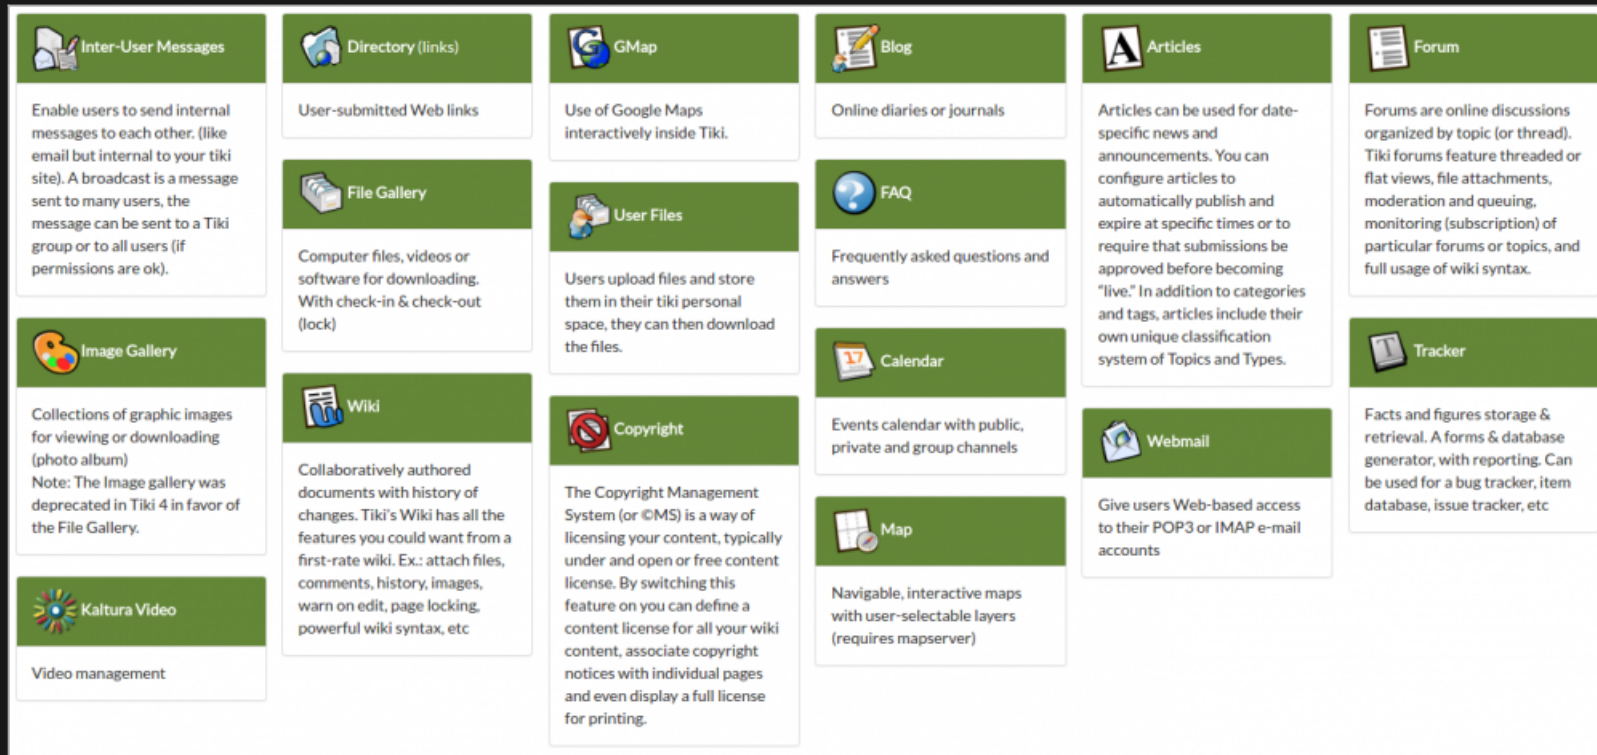 Inter-User Messages
Enable users to send internal
messages to each other. (like
email but internal to your tiki
site). A broadcast is a message
sent to many users, the
message can be sent to a Tiki
group or to all users (if
permissions are ok).
Image Gallery
Collections of graphic images
for viewing or downloading
(photo album)
Note: The Image gallery was
deprecated in Tiki 4 in favor of
the File Gallery.
Kaltura Video
Video management
Directory (links)
User-submitted Web links
File Gallery
Computer files, videos or
software for downloading.
With check-in & check-out
(lock)
Wiki
Collaboratively authored
documents with history of
changes. Tiki's Wiki has all the
features you could want from a
first-rate wiki. Ex.: attach files,
comments, history, images,
warn on edit, page locking,
powerful wiki syntax, etc
GMap
Use of Google Maps
interactively inside Tiki.
User Files
Users upload files and store
them in their tiki personal
space, they can then download
the files.
Copyright
The Copyright Management
System (or ©MS) is a way of
licensing your content, typically
under and open or free content
license. By switching this
feature on you can define a
content license for all your wiki
content, associate copyright
notices with individual pages
and even display a full license
for printing.
Blog
Online diaries or journals
FAQ
Frequently asked questions and
answers
17
Calendar
Events calendar with public,
private and group channels
Map
Navigable, interactive maps
with user-selectable layers
(requires mapserver)
A
Articles
Articles can be used for date-
specific news and
announcements. You can
configure articles to
automatically publish and
expire at specific times or to
require that submissions be
approved before becoming
"live." In addition to categories
and tags, articles include their
own unique classification
system of Topics and Types.
Webmail
Give users Web-based access
to their POP3 or IMAP e-mail
accounts
Forum
Forums are online discussions
organized by topic (or thread).
Tiki forums feature threaded or
flat views, file attachments,
moderation and queuing,
monitoring (subscription) of
particular forums or topics, and
full usage of wiki syntax.
T
Tracker
Facts and figures storage &
retrieval. A forms & database
generator, with reporting. Can
be used for a bug tracker, item
database, issue tracker, etc